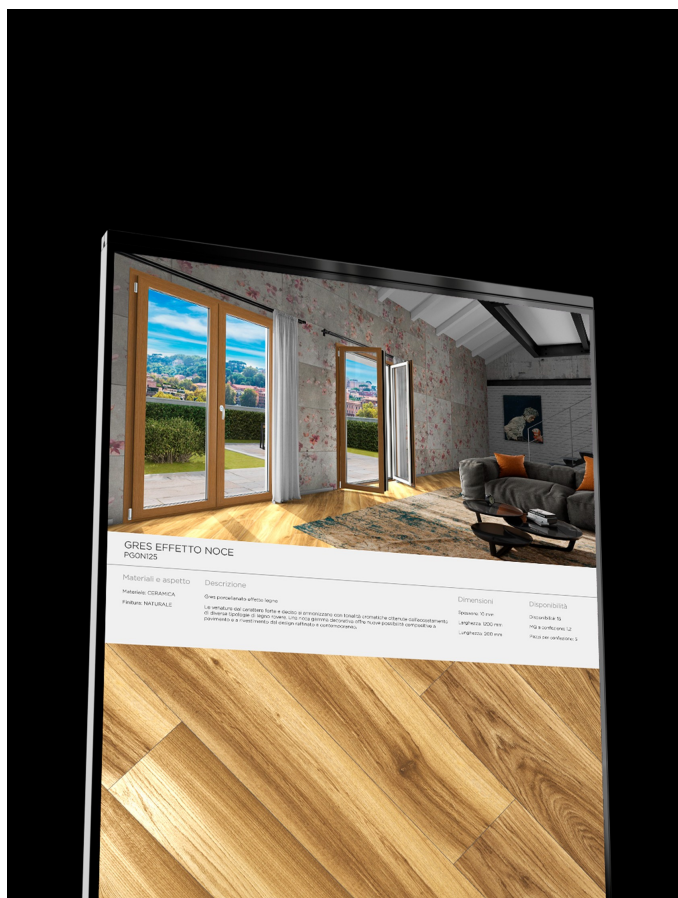 GRES EFFETTO NOCE
PG0N125
Materiali e aspetto
Materiale: CERAMICA
Finitura: NATURALE
Descrizione
Gres porcellanato effetto legno
Le venature dal carattere forte e deciso si armonizzano con tonalità cromatiche ottenute dall'accostamento
di diverse tipologie di legno rovere. Una ricca gamma decorativa offre nuove possibilità compositive a
pavimento e a rivestimento dal design raffinato e contemporaneo.
Dimensioni
Spessore: 10 mm
Lunghezza: 1200 mm
Larghezza: 200 mm
Disponibilità
Disponibilità: 15
MQ a confezione: 1,2
Pezzi per confezione: 5